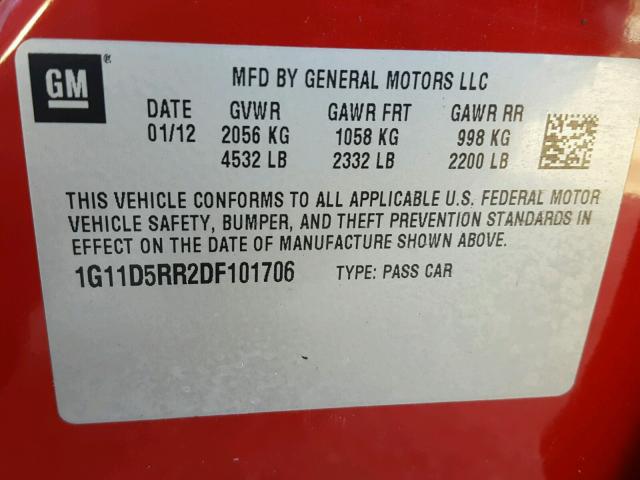 GM®
MFD BY GENERAL MOTORS LLC
DATE GVWR GAWR FRT GAWR RR
01/12 2056 KG 1058 KG 998 KG
4532 LB 2332 LB 2200 LB
THIS VEHICLE CONFORMS TO ALL APPLICABLE U.S. FEDERAL MOTOR
VEHICLE SAFETY, BUMPER, AND THEFT PREVENTION STANDARDS IN
EFFECT ON THE DATE OF MANUFACTURE SHOWN ABOVE.
1G11D5RR2DF101706 TYPE: PASS CAR